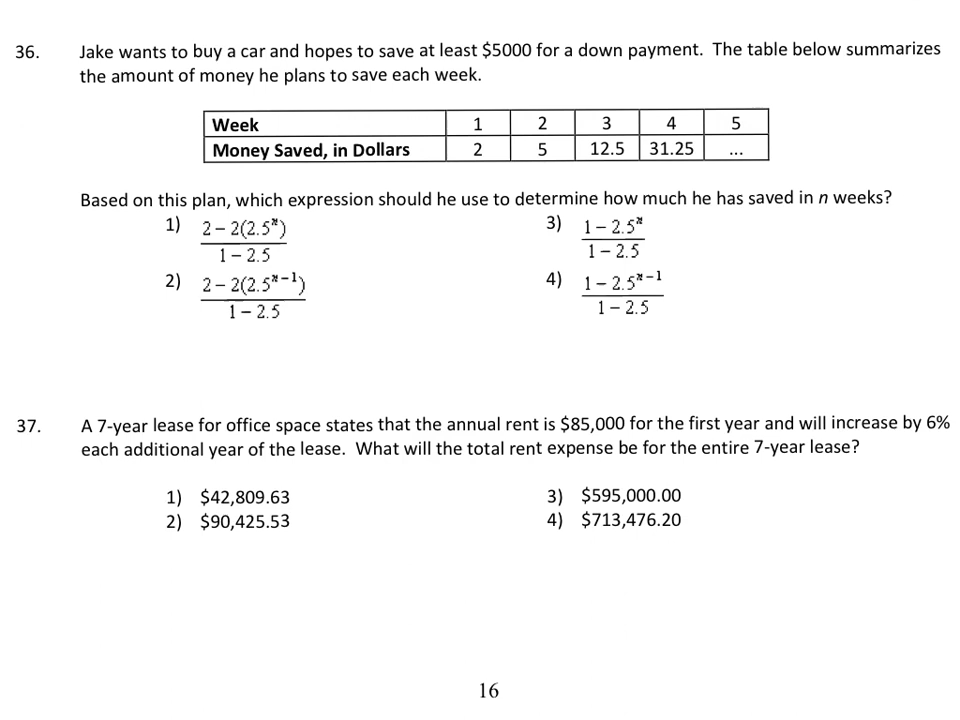 36. Jake wants to buy a car and hopes to save at least $5000 for a down payment. The table below summarizes
the amount of money he plans to save each week.
Week 1 2 3 4 5
Money Saved, in Dollars 2 5 12.5 31.25 ...
Based on this plan, which expression should he use to determine how much he has saved in n weeks?
1) (2 – 2(2.5ⁿ)) / (1 – 2.5) 3) (1 – 2.5ⁿ) / (1 – 2.5)
2) (2 – 2(2.5ⁿ⁻¹)) / (1 – 2.5) 4) (1 – 2.5ⁿ⁻¹) / (1 – 2.5)
37. A 7-year lease for office space states that the annual rent is $85,000 for the first year and will increase by 6%
each additional year of the lease. What will the total rent expense be for the entire 7-year lease?
1) $42,809.63 3) $595,000.00
2) $90,425.53 4) $713,476.20
16